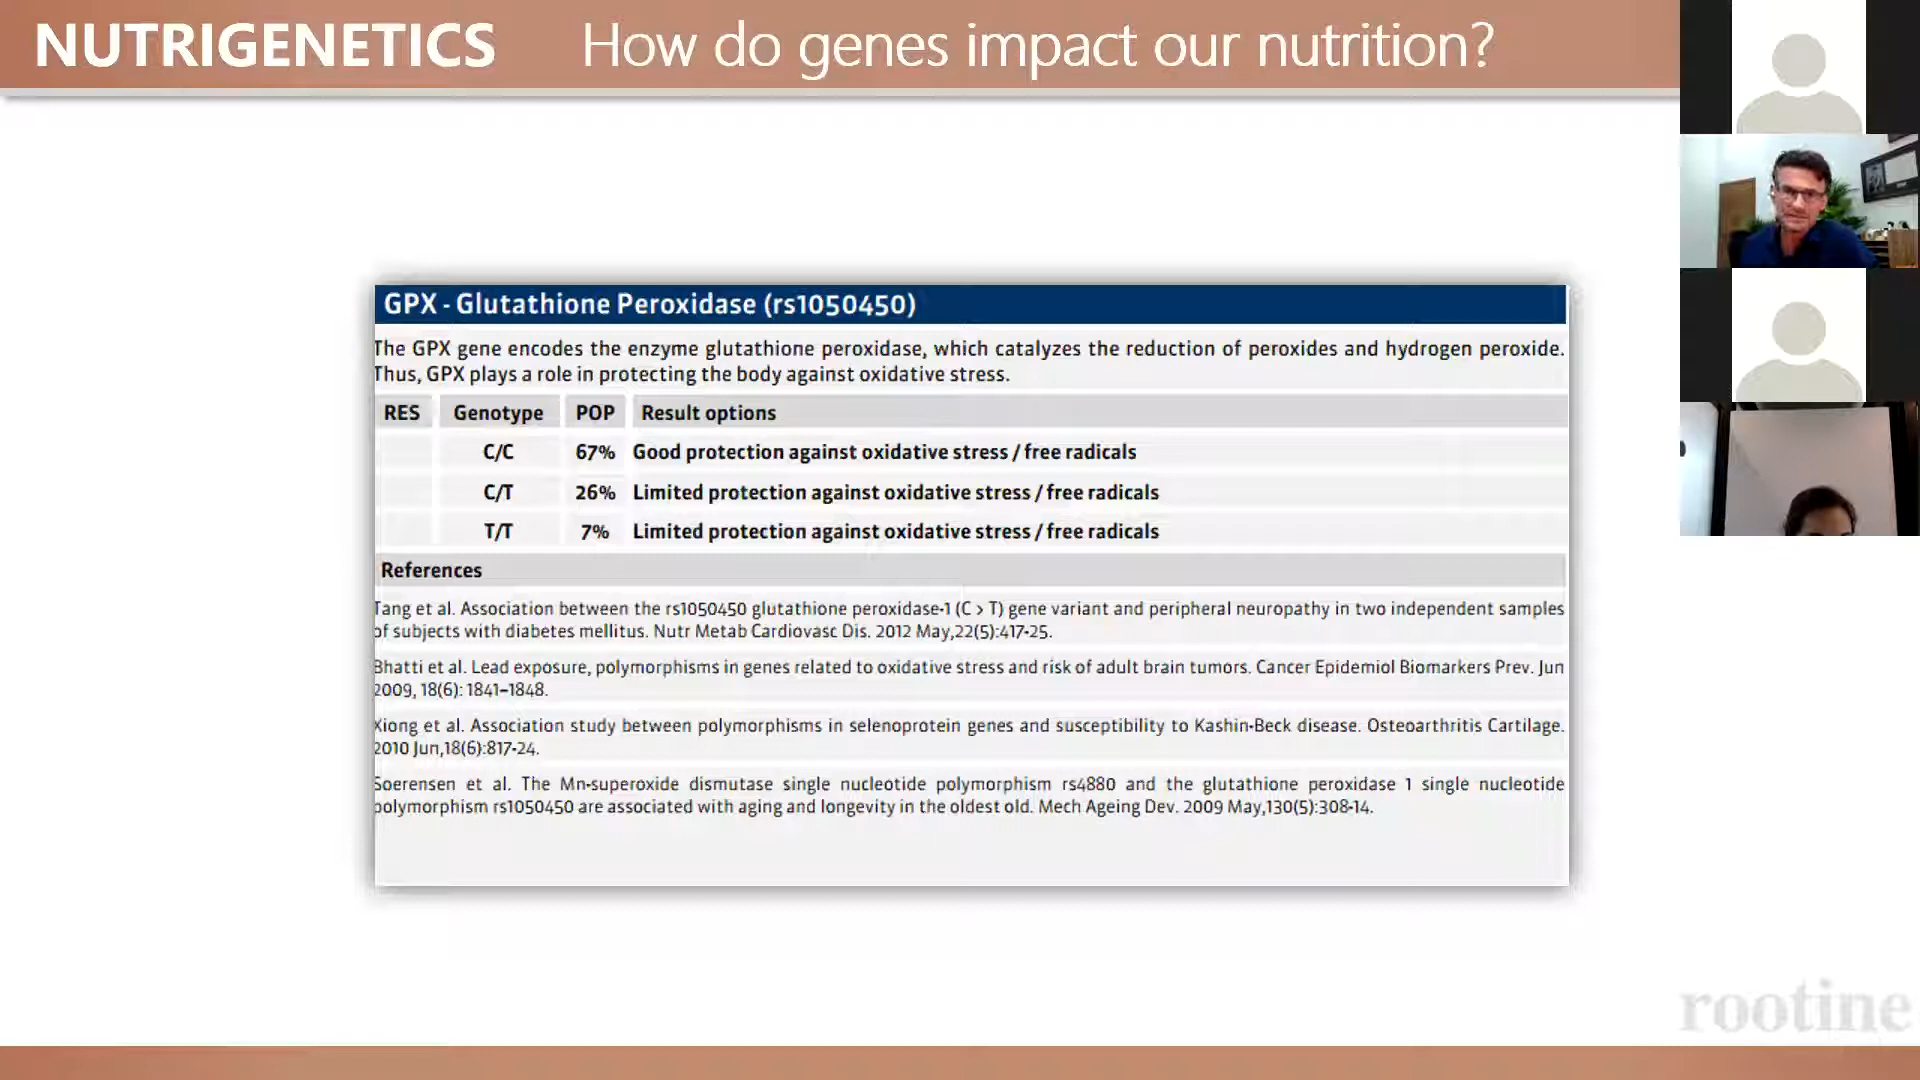 NUTRIGENETICS How do genes impact our nutrition?
GPX - Glutathione Peroxidase (rs1050450)
The GPX gene encodes the enzyme glutathione peroxidase, which catalyzes the reduction of peroxides and hydrogen peroxide.
Thus, GPX plays a role in protecting the body against oxidative stress.
RES Genotype POP Result options
C/C 67% Good protection against oxidative stress / free radicals
C/T 26% Limited protection against oxidative stress / free radicals
T/T 7% Limited protection against oxidative stress / free radicals
References
Tang et al. Association between the rs1050450 glutathione peroxidase-1 (C > T) gene variant and peripheral neuropathy in two independent samples
of subjects with diabetes mellitus. Nutr Metab Cardiovasc Dis. 2012 May,22(5):417-25.
Bhatti et al. Lead exposure, polymorphisms in genes related to oxidative stress and risk of adult brain tumors. Cancer Epidemiol Biomarkers Prev. Jun
2009, 18(6): 1841–1848.
Xiong et al. Association study between polymorphisms in selenoprotein genes and susceptibility to Kashin-Beck disease. Osteoarthritis Cartilage.
2010 Jun,18(6):817-24.
Soerensen et al. The Mn-superoxide dismutase single nucleotide polymorphism rs4880 and the glutathione peroxidase 1 single nucleotide
polymorphism rs1050450 are associated with aging and longevity in the oldest old. Mech Ageing Dev. 2009 May,130(5):308-14.
rootine